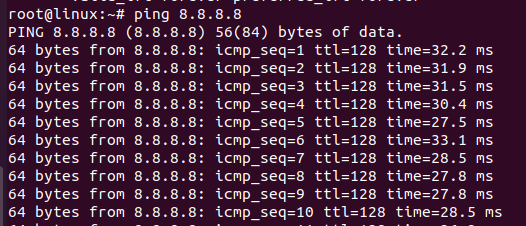 root@linux:~# ping 8.8.8.8
PING 8.8.8.8 (8.8.8.8) 56(84) bytes of data.
64 bytes from 8.8.8.8: icmp_seq=1 ttl=128 time=32.2 ms
64 bytes from 8.8.8.8: icmp_seq=2 ttl=128 time=31.9 ms
64 bytes from 8.8.8.8: icmp_seq=3 ttl=128 time=31.5 ms
64 bytes from 8.8.8.8: icmp_seq=4 ttl=128 time=30.4 ms
64 bytes from 8.8.8.8: icmp_seq=5 ttl=128 time=27.5 ms
64 bytes from 8.8.8.8: icmp_seq=6 ttl=128 time=33.1 ms
64 bytes from 8.8.8.8: icmp_seq=7 ttl=128 time=28.5 ms
64 bytes from 8.8.8.8: icmp_seq=8 ttl=128 time=27.8 ms
64 bytes from 8.8.8.8: icmp_seq=9 ttl=128 time=27.8 ms
64 bytes from 8.8.8.8: icmp_seq=10 ttl=128 time=28.5 ms